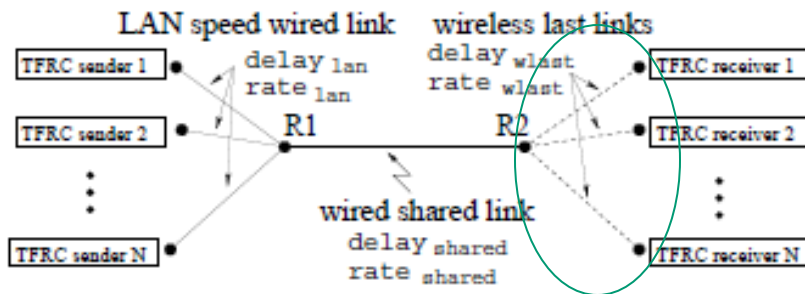 LAN speed wired link
wireless last links
TFRC sender 1
delay lan
rate lan
delay wlast
rate wlast
TFRC receiver 1
TFRC sender 2
R1
R2
TFRC receiver 2
wired shared link
delay shared
rate shared
TFRC sender N
TFRC receiver N